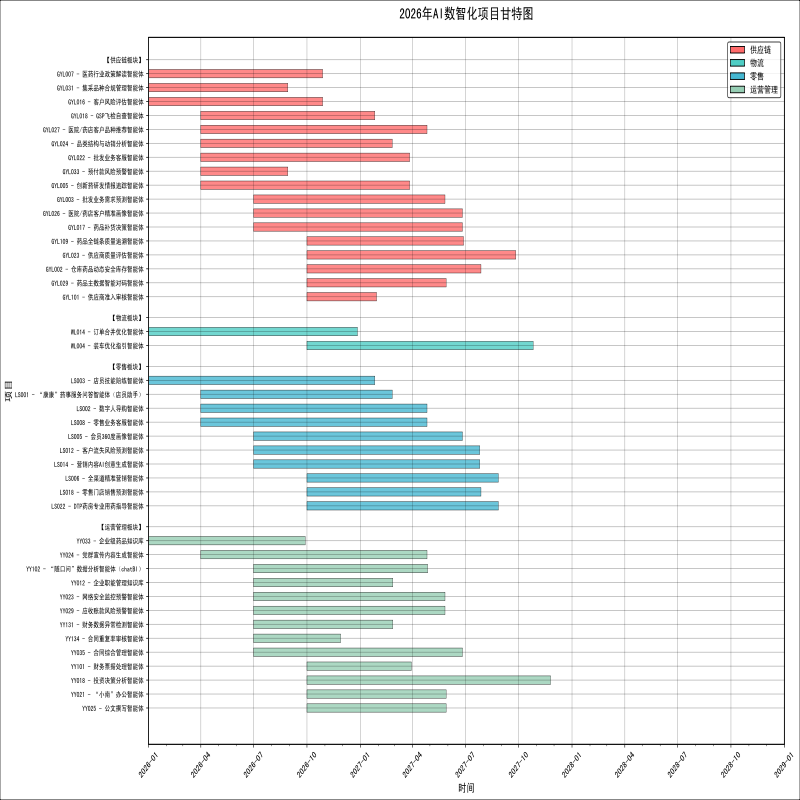 2026年AI数智化项目甘特图
供应链
物流
零售
运营管理
项目
【供应链板块】
GYL007 - 医药行业政策解读智能体
GYL031 - 集采品种合规管理智能体
GYL016 - 客户风险评估智能体
GYL018 - GSP飞检自查智能体
GYL027 - 医院/药店客户品种推荐智能体
GYL024 - 品类结构与动销分析智能体
GYL022 - 批发业务客服智能体
GYL033 - 预付款风险预警智能体
GYL005 - 创新药研发情报追踪智能体
GYL003 - 批发业务需求预测智能体
GYL026 - 医院/药店客户精准画像智能体
GYL017 - 药品补货决策智能体
GYL109 - 药品全链条质量追溯智能体
GYL023 - 供应商质量评估智能体
GYL002 - 仓库药品动态安全库存智能体
GYL029 - 药品主数据智能对码智能体
GYL101 - 供应商准入审核智能体
【物流板块】
WL014 - 订单合并优化智能体
WL004 - 装车优化指引智能体
【零售板块】
LS003 - 店员技能陪练智能体
LS001 - “康康”药事服务问答智能体（店员助手）
LS002 - 数字人导购智能体
LS008 - 零售业务客服智能体
LS005 - 会员360度画像智能体
LS012 - 客户流失风险预测智能体
LS014 - 营销内容AI创意生成智能体
LS006 - 全渠道精准营销智能体
LS018 - 零售门店销售预测智能体
LS022 - DTP药房专业用药指导智能体
【运营管理板块】
YY033 - 企业级药品知识库
YY024 - 党群宣传内容生成智能体
YY102 - “随口问”数据分析智能体（chatBI）
YY012 - 企业职能管理知识库
YY023 - 网络安全监控预警智能体
YY029 - 应收账款风险预警智能体
YY131 - 财务数据异常检测智能体
YY134 - 合同重复率审核智能体
YY035 - 合同综合管理智能体
YY101 - 财务票据处理智能体
YY018 - 投资决策分析智能体
YY021 - “小南”办公智能体
YY025 - 公文撰写智能体
2026-01
2026-04
2026-07
2026-10
2027-01
2027-04
2027-07
2027-10
2028-01
2028-04
2028-07
2028-10
2029-01
时间